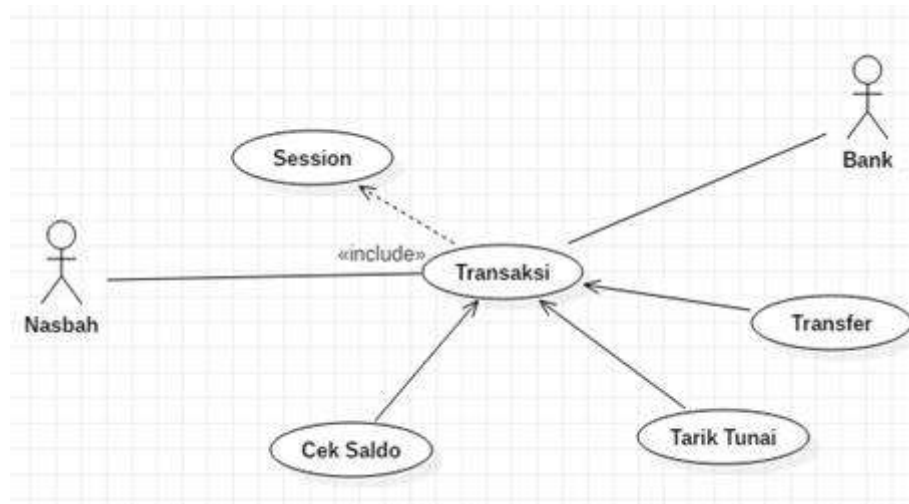 Session
Bank
«include»
Transaksi
Nasbah
Transfer
Cek Saldo
Tarik Tunai